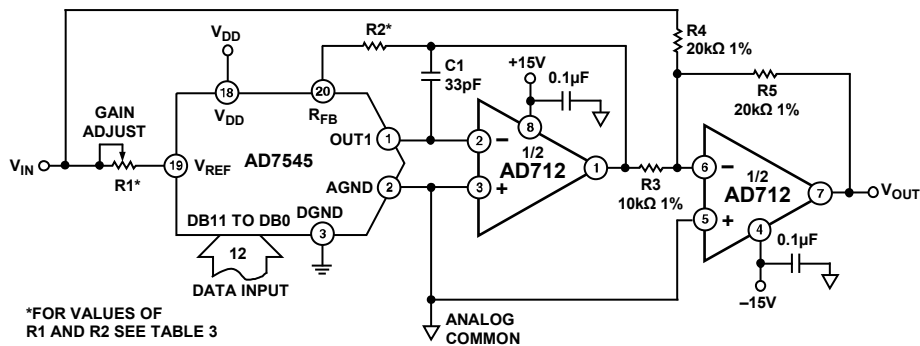 R4
20kΩ 1%
VDD
R2*
C1
33pF
+15V
0.1µF
R5
20kΩ 1%
18
VDD
20
RFB
GAIN
ADJUST
VIN
R1*
19
VREF
AD7545
OUT1
1
AGND
2
DB11 TO DB0
DGND
3
12
DATA INPUT
2
–
3
+
8
1/2
AD712
1
R3
10kΩ 1%
6
–
5
+
1/2
AD712
7
VOUT
4
0.1µF
–15V
ANALOG
COMMON
*FOR VALUES OF
R1 AND R2 SEE TABLE 3